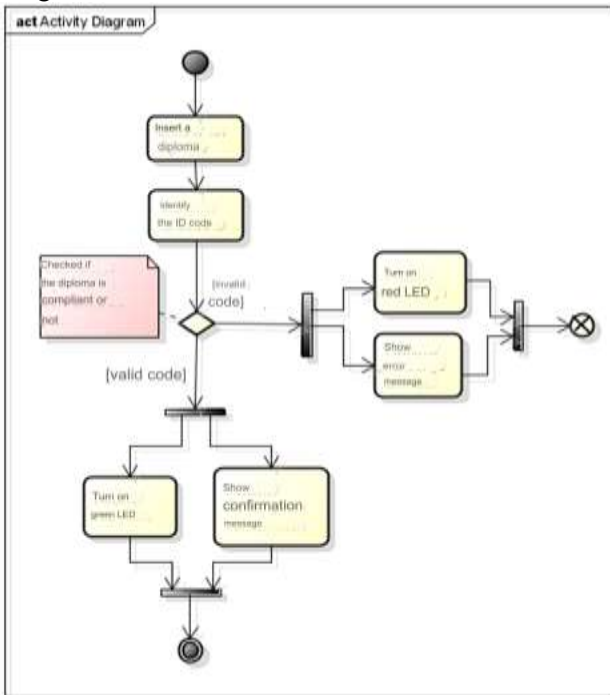 act Activity Diagram
Insert a
diploma
Identify
the ID code
Checked if
the diploma is
compliant or
not
[invalid
code]
Turn on
red LED
Show
error
message
[valid code]
Turn on
green LED
Show
confirmation
message